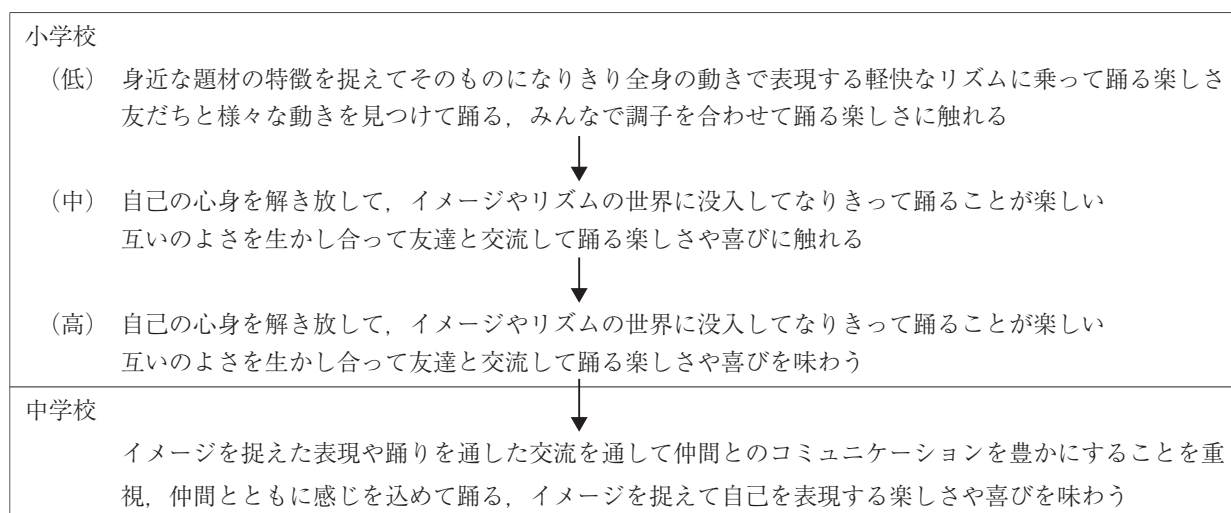 小学校
（低） 身近な題材の特徴を捉えてそのものになりきり全身の動きで表現する軽快なリズムに乗って踊る楽しさ
友だちと様々な動きを見つけて踊る，みんなで調子を合わせて踊る楽しさに触れる
（中） 自己の心身を解き放して，イメージやリズムの世界に没入してなりきって踊ることが楽しい
互いのよさを生かし合って友達と交流して踊る楽しさや喜びに触れる
（高） 自己の心身を解き放して，イメージやリズムの世界に没入してなりきって踊ることが楽しい
互いのよさを生かし合って友達と交流して踊る楽しさや喜びを味わう
中学校
イメージを捉えた表現や踊りを通した交流を通して仲間とのコミュニケーションを豊かにすることを重
視，仲間とともに感じを込めて踊る，イメージを捉えて自己を表現する楽しさや喜びを味わう